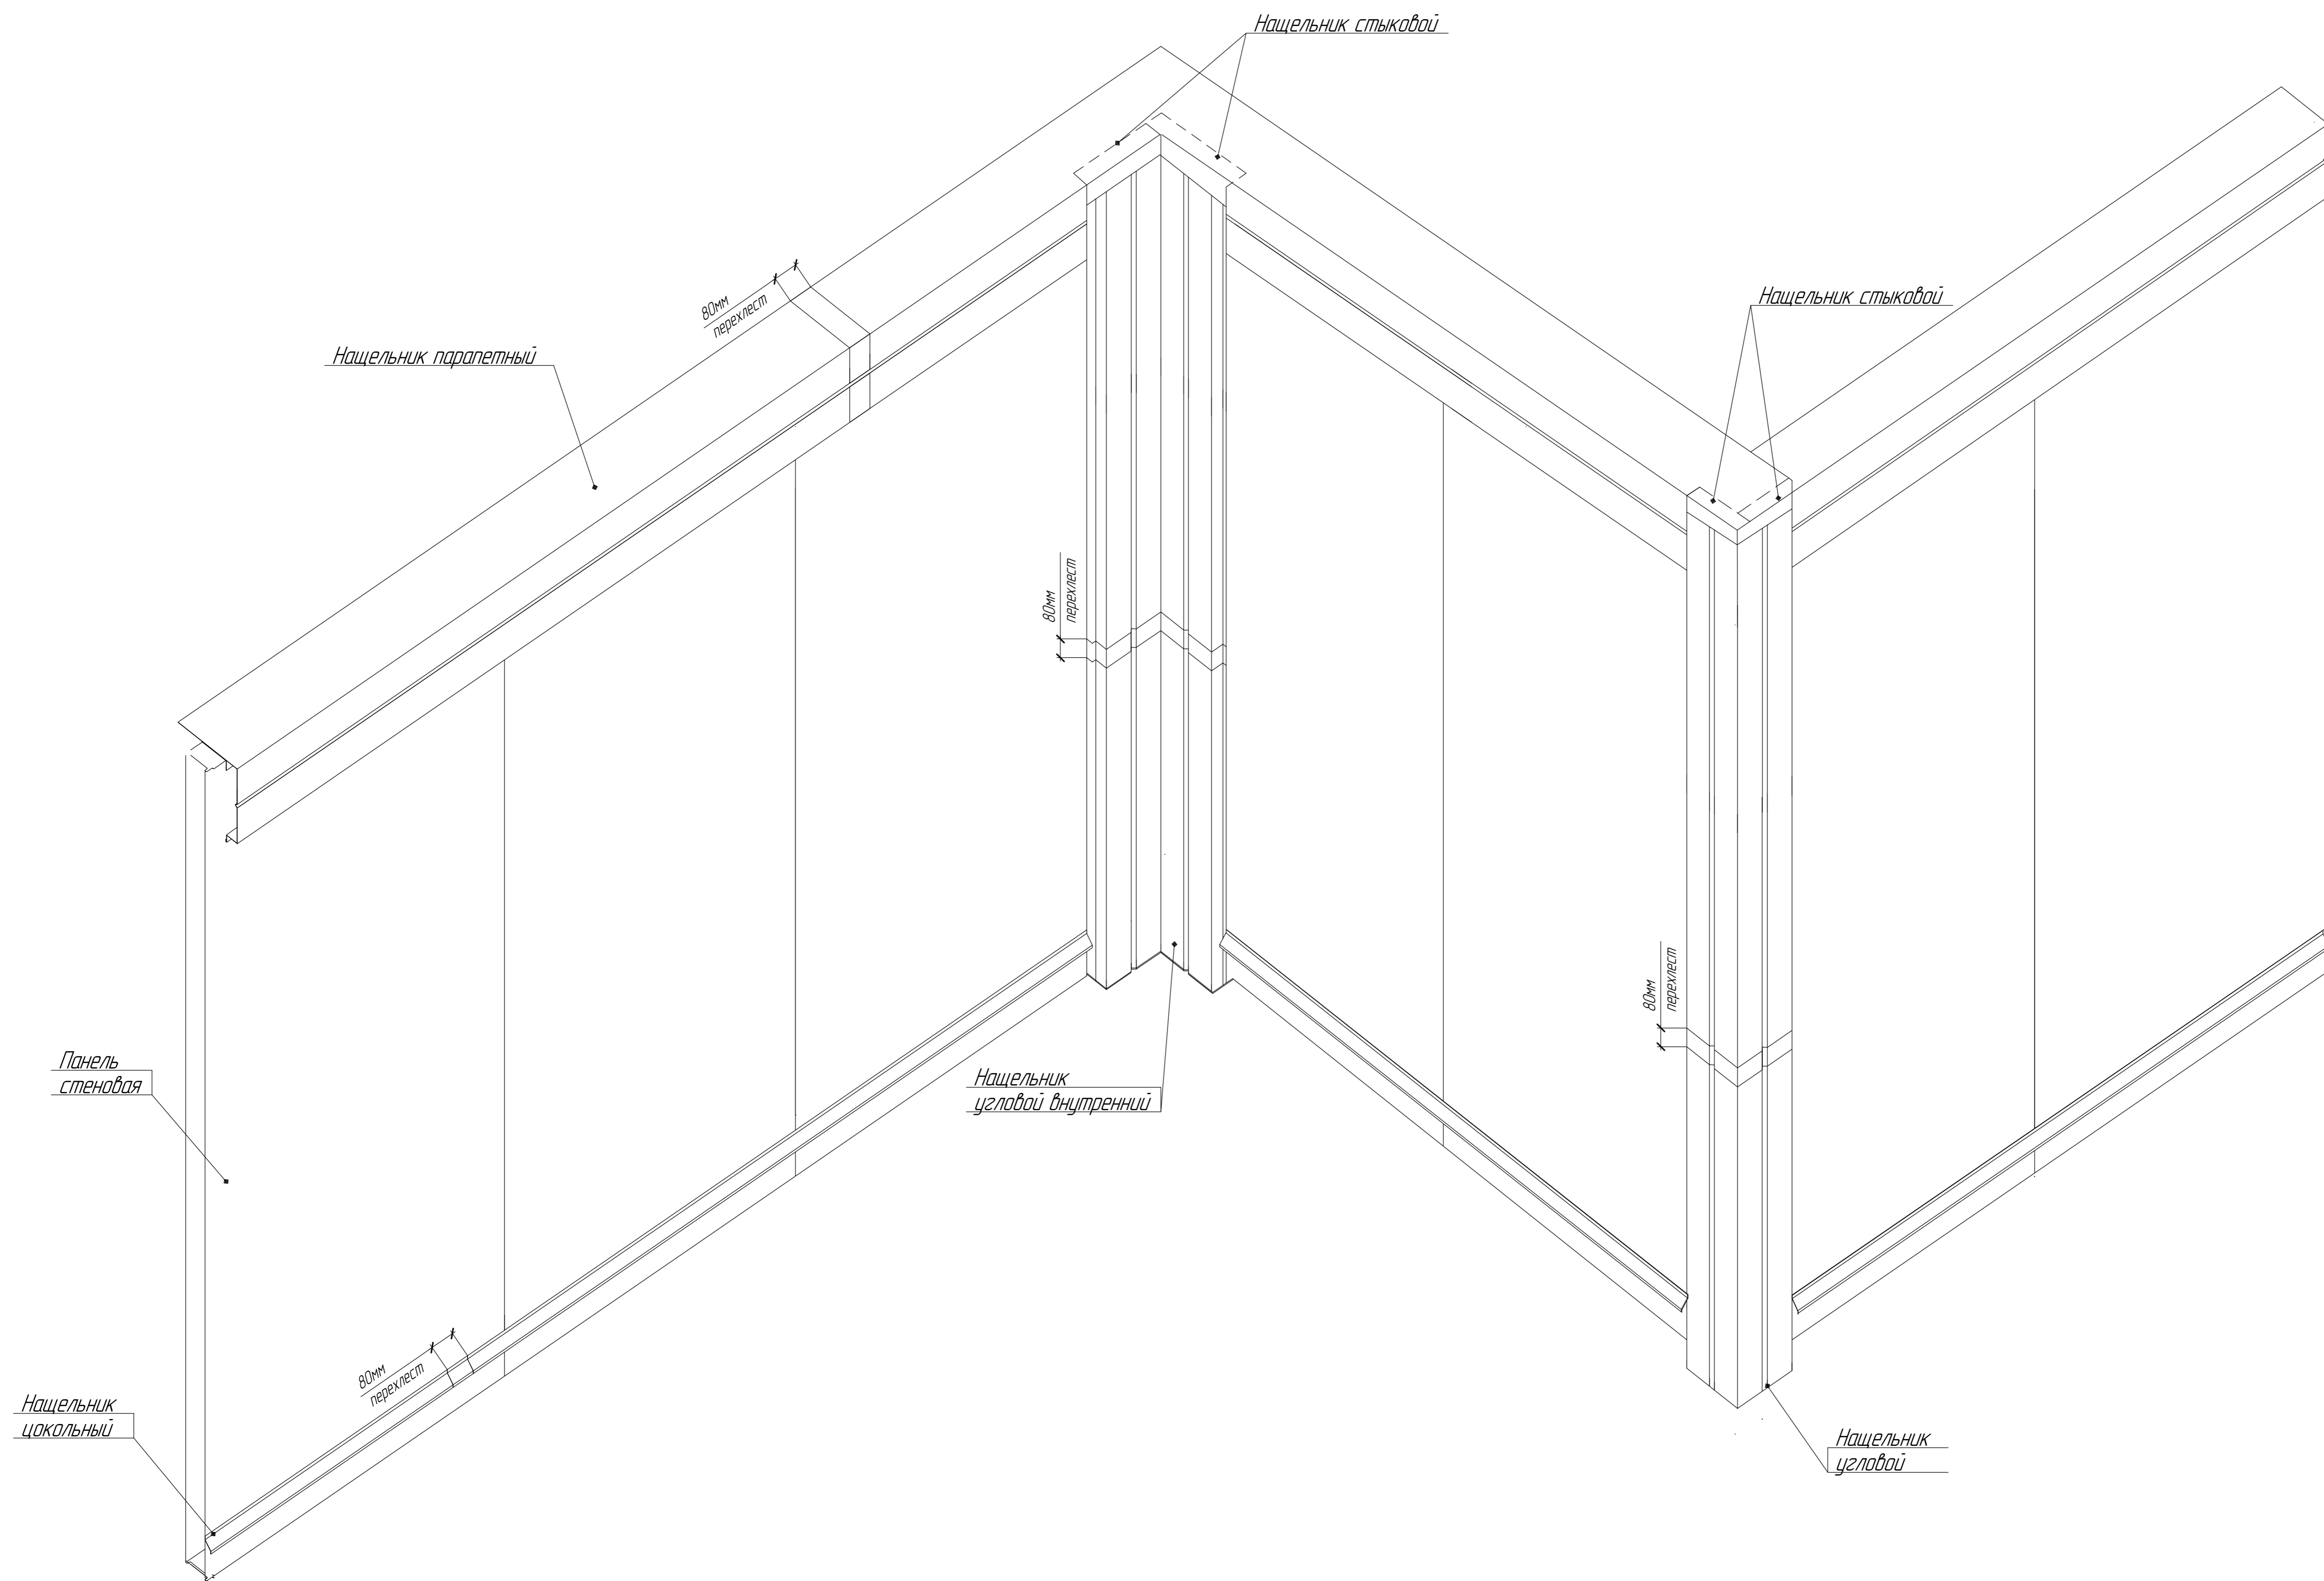 Нащельник стыковой
80мм
перехлест
Нащельник стыковой
Нащельник парапетный
80мм
перехлест
80мм
перехлест
Панель
стеновая
Нащельник
угловой внутренний
80мм
перехлест
Нащельник
цокольный
Нащельник
угловой